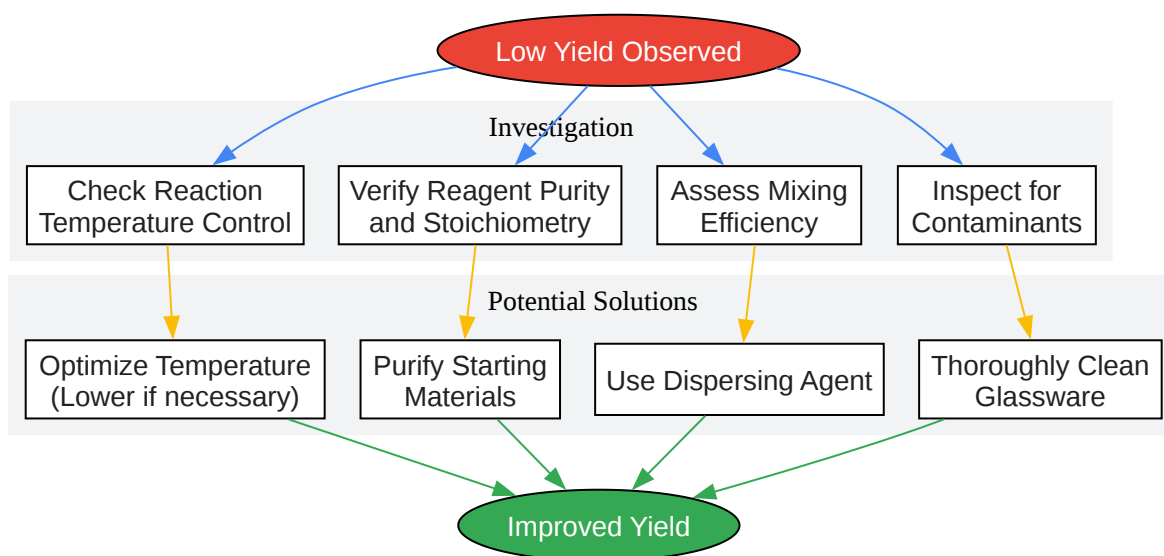 Low Yield Observed
Investigation
Check Reaction
Temperature Control
Verify Reagent Purity
and Stoichiometry
Assess Mixing
Efficiency
Inspect for
Contaminants
Potential Solutions
Optimize Temperature
(Lower if necessary)
Purify Starting
Materials
Use Dispersing Agent
Thoroughly Clean
Glassware
Improved Yield